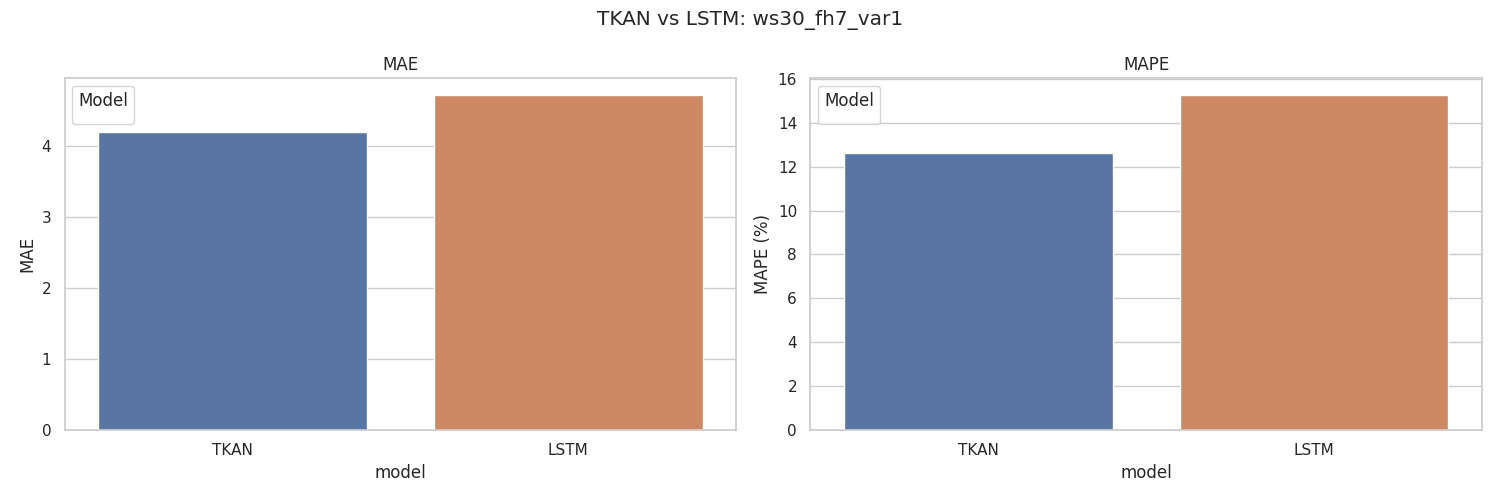 TKAN vs LSTM: ws30_fh7_var1
MAE
Model
4
3
2
1
0
MAE
TKAN
LSTM
model
MAPE
Model
16
14
12
10
8
6
4
2
0
MAPE (%)
TKAN
LSTM
model